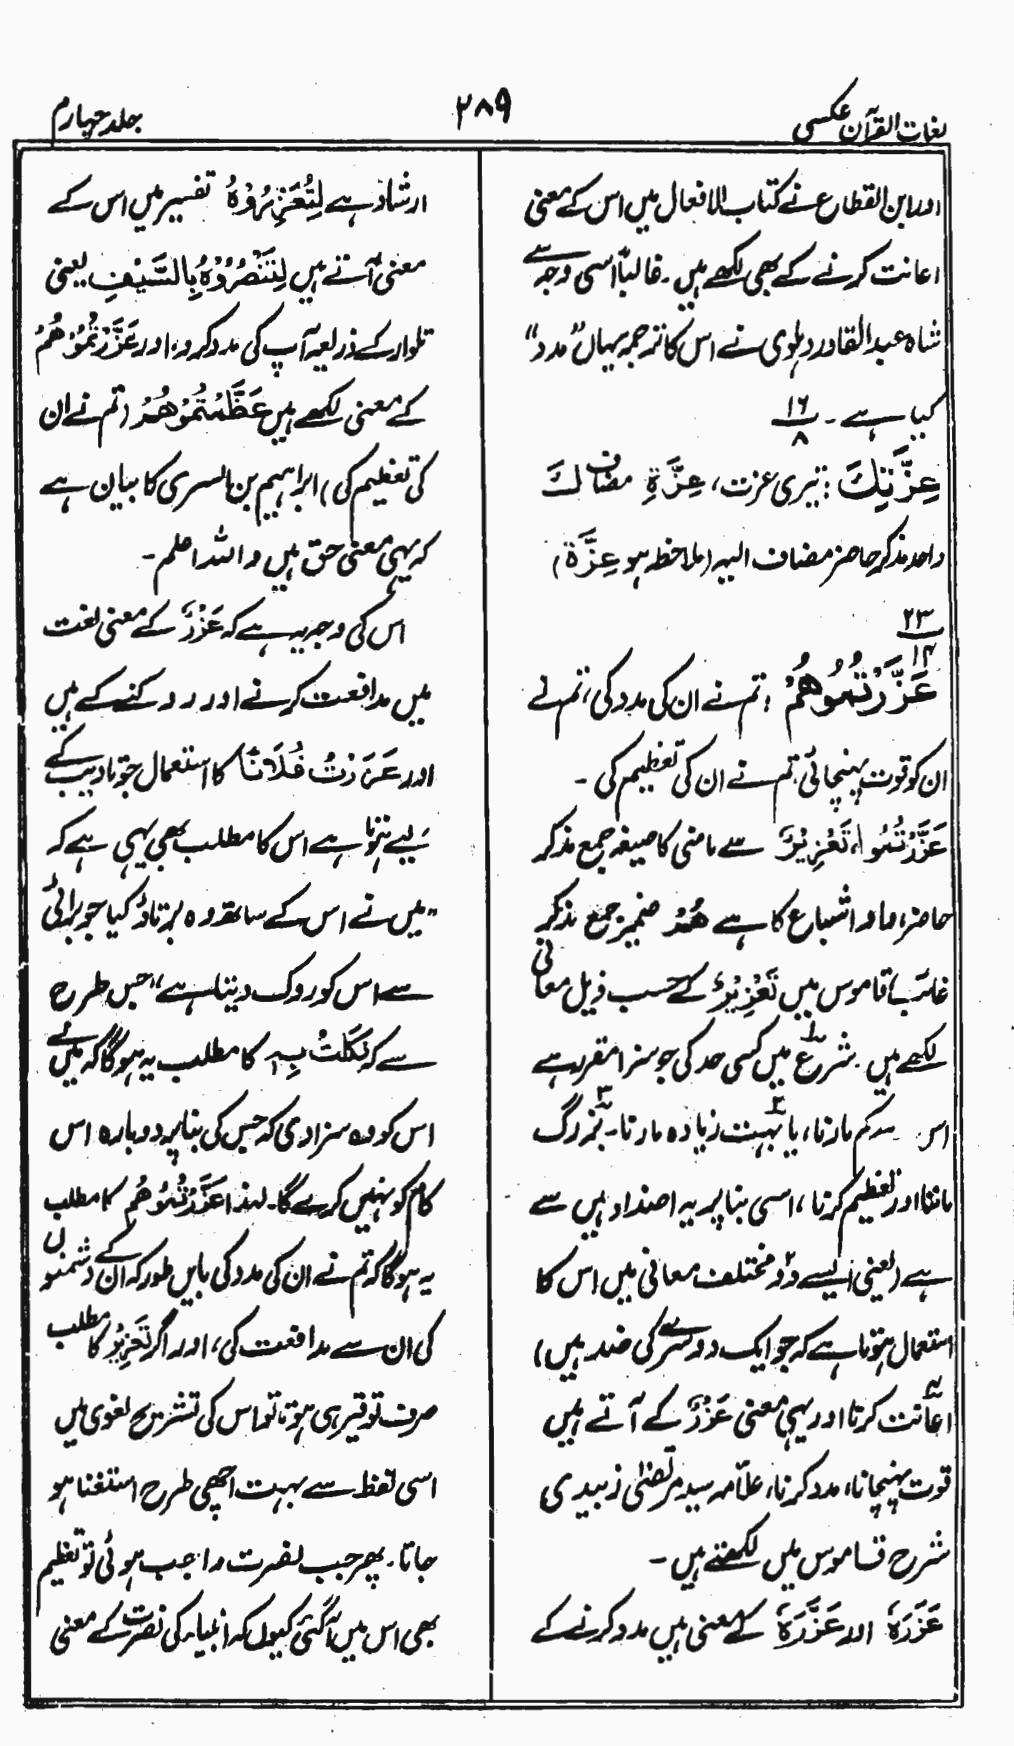 لغات القرآن عکسی
۲۸۹
جلد چہارم
اور ابن القطاع نے کتاب الافعال میں اس کے معنی
اعانت کرنے کے بھی لکھے ہیں۔ غالباً اسی وجہ سے
شاہ عبدالقادر دہلوی نے اس کا ترجمہ یہاں "مدد"
کیا ہے۔ ۱۶/۸
عِزَّتِكَ : تیری عزت، عِزَّةِ مضاف كَ
واحد مذکر حاضر مضاف الیہ (ملاحظہ ہو عِزَّة)
۲۳/۱۴
عَزَّرْتُمُوهُمْ : تم نے ان کی مدد کی، تم نے
ان کو قوت پہنچائی، تم نے ان کی تعظیم کی۔
عَزَّرْتُمُوا، تَعْزِیْرٌ سے ماضی کا صیغہ جمع مذکر
حاضر، ما و اشباع کا ہے هُمْ ضمیر جمع مذکر
غائب، قاموس میں تَعْزِیْرٌ کے حسب ذیل معانی
لکھے ہیں۔ شرع میں کسی حد کی جو سزا مقرر ہے
اس سے کم مارنا، یا بہت زیادہ مارنا۔ بزرگ
ماننا اور تعظیم کرنا، اسی بنا پر یہ اضداد میں سے
ہے (یعنی ایسے دو مختلف معانی میں اس کا
استعمال ہوتا ہے کہ جو ایک دوسرے کی ضد ہیں)
اعانت کرنا اور یہی معنی عَزْرٌ کے آتے ہیں
قوت پہنچانا، مدد کرنا، علامہ سید مرتضیٰ زبیدی
شرح قاموس میں لکھتے ہیں۔
عَزَرَهٗ اور عَزَّرَهٗ کے معنی ہیں مدد کرنے کے
ارشاد ہے لِتُعَزِّرُوْهُ تفسیر میں اس کے
معنی آتے ہیں لِتَنْصُرُوْهُ بِالسَّيْفِ یعنی
تلوار کے ذریعہ آپ کی مدد کرو، اور عَزَّرْتُمُوْهُمْ
کے معنی لکھے ہیں عَظَّمْتُمُوْهُمْ (تم نے ان
کی تعظیم کی) ابراہیم بن السری کا بیان ہے
کہ یہی معنی حق ہیں واللہ اعلم۔
اس کی وجہ یہ ہے کہ عَزْرٌ کے معنی لغت
میں مدافعت کرنے اور روکنے کے ہیں
اور عَزَرْتُ فُلَانًا کا استعمال جو تادیب کے
لیے ہوتا ہے اس کا مطلب بھی یہی ہے کہ
"میں نے اس کے ساتھ وہ برتاؤ کیا جو برائی
سے اس کو روک دیتا ہے" جس طرح
سے کہ نَكَلْتُ بِهٖ کا مطلب یہ ہوگا کہ میں نے
اس کو وہ سزا دی کہ جس کی بنا پر دوبارہ اس
کام کو نہیں کرے گا۔ لہذا عَزَّرْتُمُوْهُمْ کا مطلب
یہ ہوگا کہ تم نے ان کی مدد کی بایں طور کہ ان کے دشمنوں
کی ان سے مدافعت کی، اور اگر تَعْزِیْرٌ کا مطلب
صرف توقیر ہی ہوتا تو اس کی تشریح لغوی میں
اسی لفظ سے بہت اچھی طرح استغنا ہو
جاتا۔ پھر جب نصرت واجب ہوئی تو تعظیم
بھی اس میں آگئی کیوں کہ انبیاء کی نصرت کے معنی